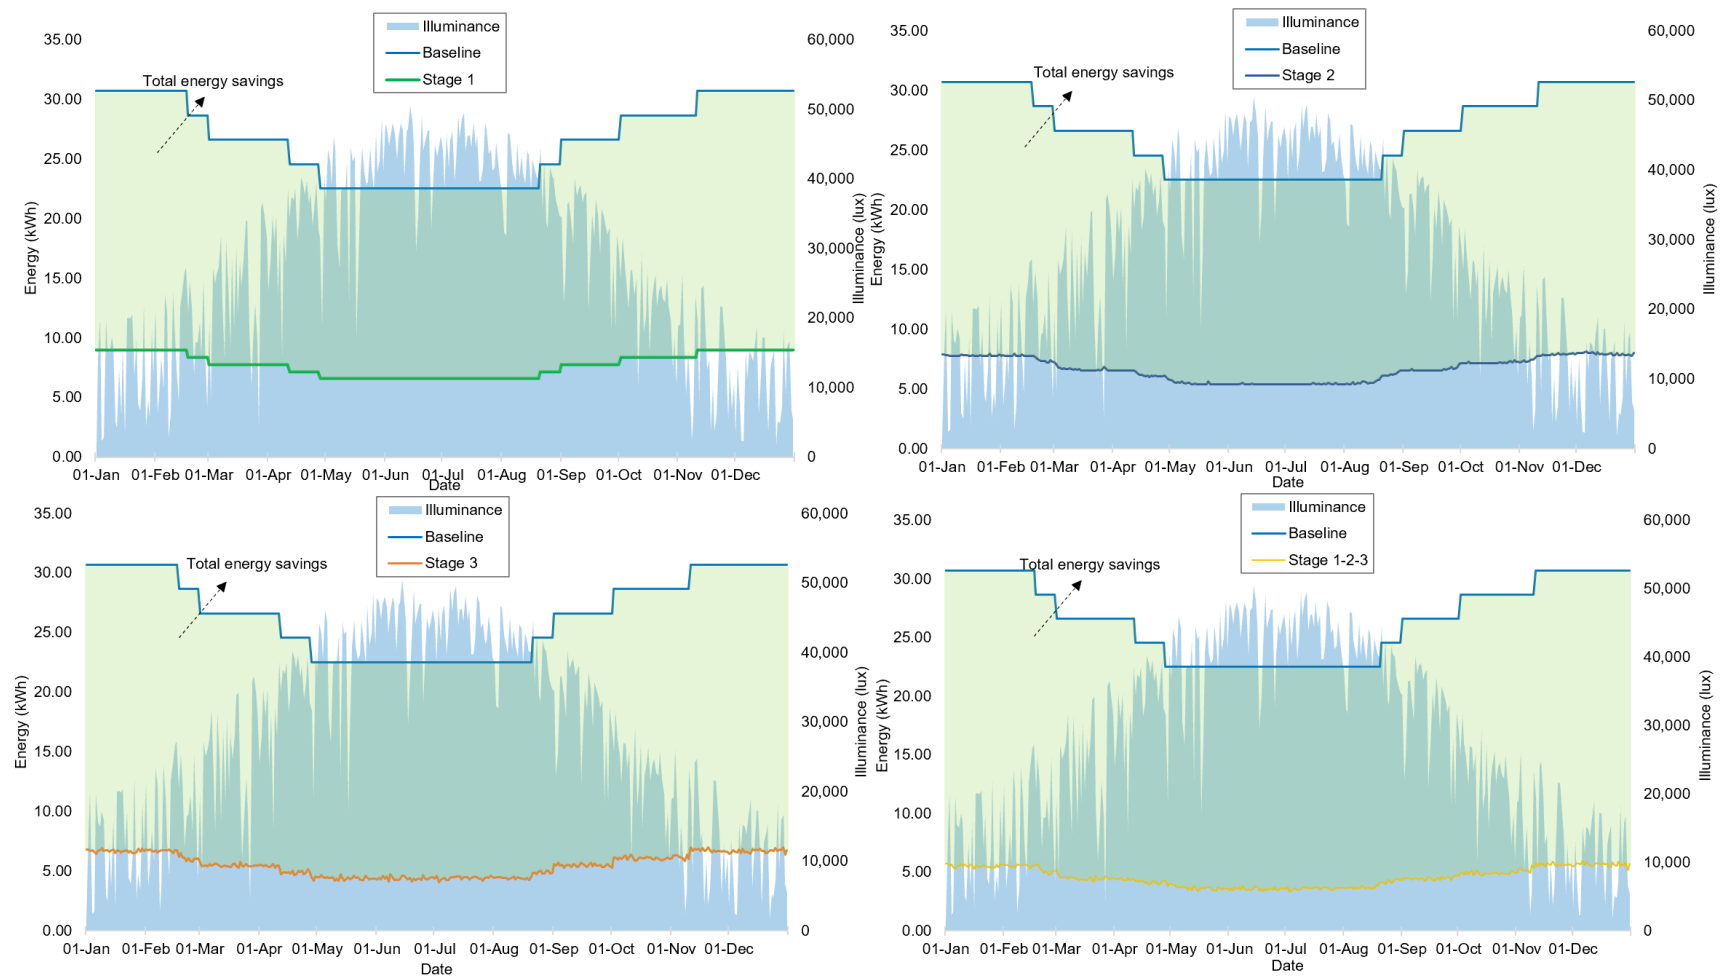 Illuminance
Baseline
Stage 1
Total energy savings
35.00
30.00
25.00
20.00
15.00
10.00
5.00
0.00
Energy (kWh)
60,000
50,000
40,000
30,000
20,000
10,000
0
Illuminance (lux)
01-Jan 01-Feb 01-Mar 01-Apr 01-May 01-Jun 01-Jul 01-Aug 01-Sep 01-Oct 01-Nov 01-Dec
Date
Illuminance
Baseline
Stage 2
Total energy savings
35.00
30.00
25.00
20.00
15.00
10.00
5.00
0.00
Energy (kWh)
60,000
50,000
40,000
30,000
20,000
10,000
0
Illuminance (lux)
01-Jan 01-Feb 01-Mar 01-Apr 01-May 01-Jun 01-Jul 01-Aug 01-Sep 01-Oct 01-Nov 01-Dec
Date
Illuminance
Baseline
Stage 3
Total energy savings
35.00
30.00
25.00
20.00
15.00
10.00
5.00
0.00
Energy (kWh)
60,000
50,000
40,000
30,000
20,000
10,000
0
Illuminance (lux)
01-Jan 01-Feb 01-Mar 01-Apr 01-May 01-Jun 01-Jul 01-Aug 01-Sep 01-Oct 01-Nov 01-Dec
Date
Illuminance
Baseline
Stage 1-2-3
Total energy savings
35.00
30.00
25.00
20.00
15.00
10.00
5.00
0.00
Energy (kWh)
60,000
50,000
40,000
30,000
20,000
10,000
0
Illuminance (lux)
01-Jan 01-Feb 01-Mar 01-Apr 01-May 01-Jun 01-Jul 01-Aug 01-Sep 01-Oct 01-Nov 01-Dec
Date